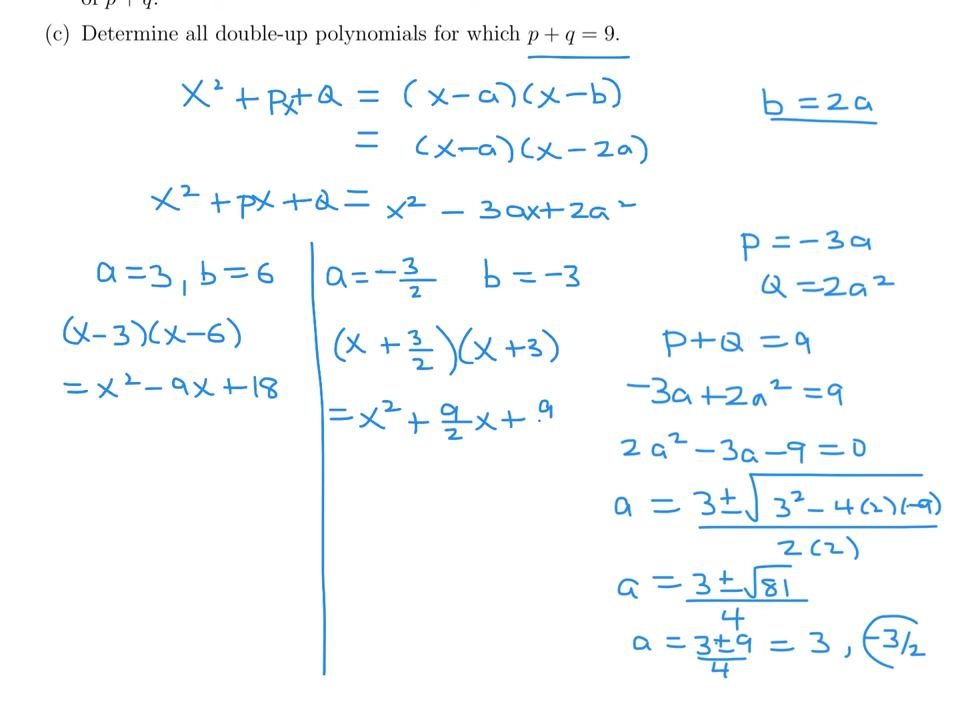 of p + q.
(c) Determine all double-up polynomials for which p + q = 9.
x² + px + Q = (x-a)(x-b)
b = 2a
= (x-a)(x-2a)
x² + px + Q = x² - 3ax + 2a²
p = -3a
Q = 2a²
a = 3, b = 6
(x-3)(x-6)
= x² - 9x + 18
a = -3/2 b = -3
(x + 3/2)(x + 3)
= x² + 9/2 x + 9
p + Q = 9
-3a + 2a² = 9
2a² - 3a - 9 = 0
a = 3 ± √3² - 4(2)(-9) / 2(2)
a = 3 ± √81 / 4
a = 3 ± 9 / 4 = 3, -3/2